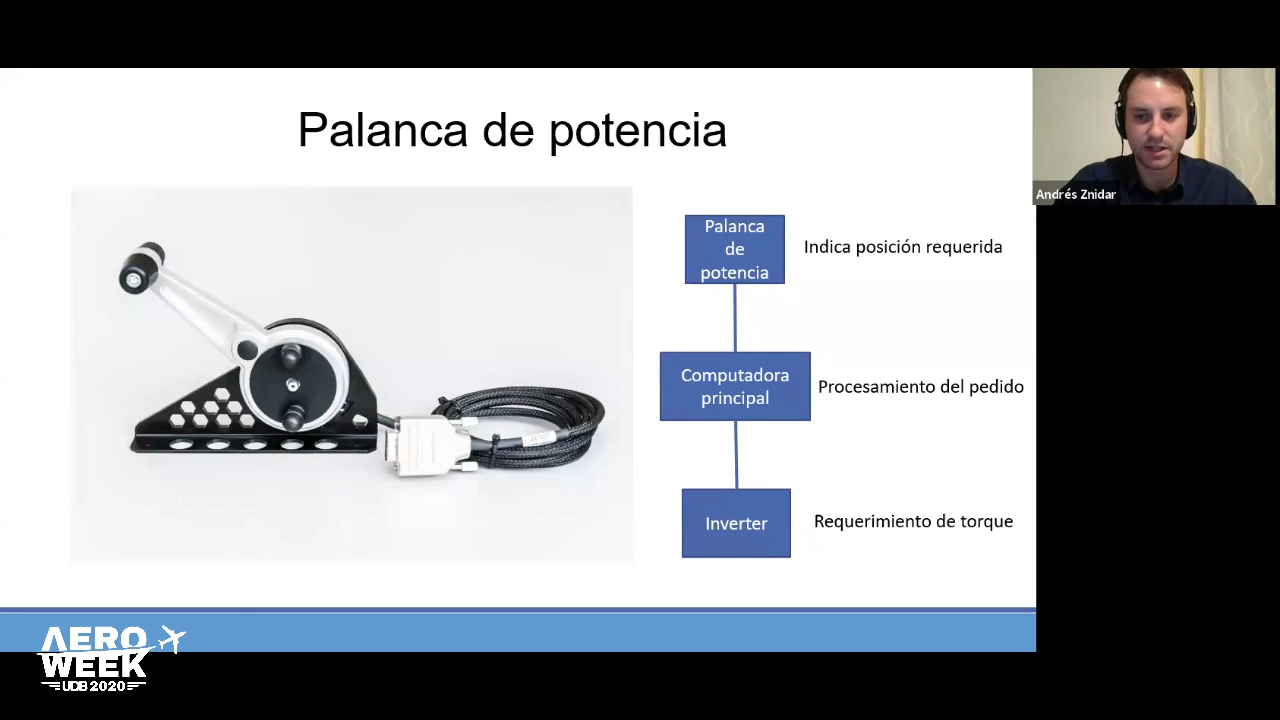 Palanca de potencia
Andrés Znidar
Palanca
de
potencia
Indica posición requerida
Computadora
principal
Procesamiento del pedido
Inverter
Requerimiento de torque
AERO
WEEK
UDB 2020